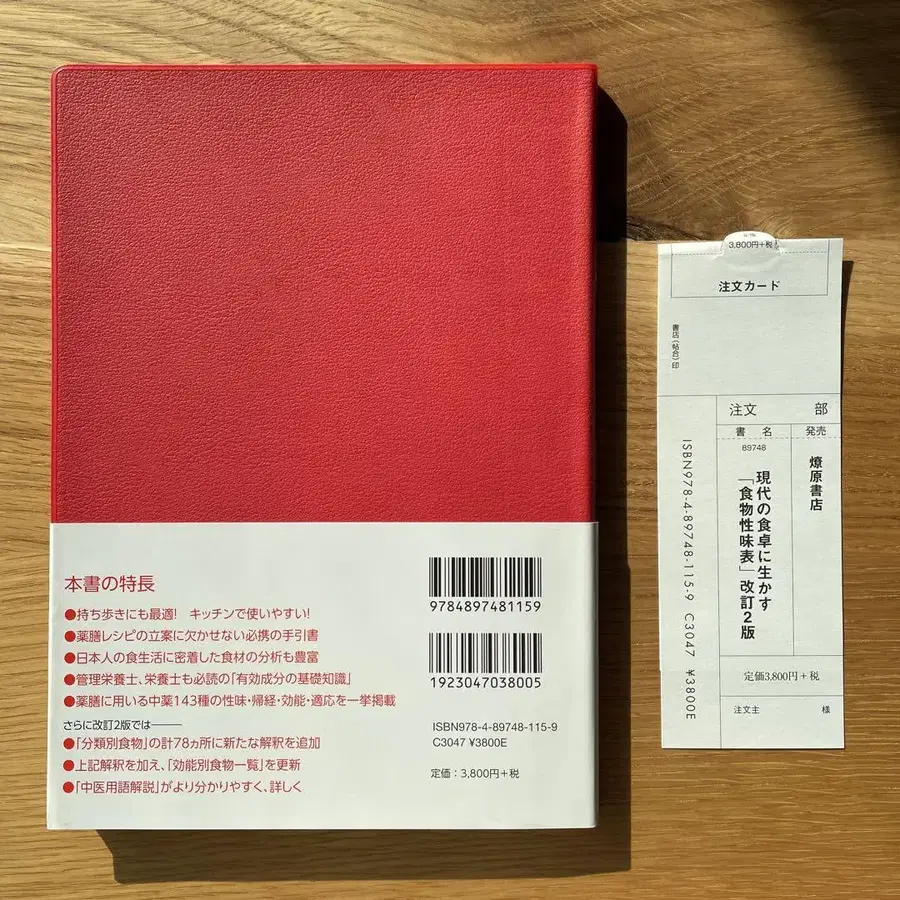 本書の特長
●持ち歩きにも最適! キッチンで使いやすい!
●薬膳レシピの立案に欠かせない必携の手引書
●日本人の食生活に密着した食材の分析も豊富
●管理栄養士、栄養士も必読の「有効成分の基礎知識」
●薬膳に用いる中薬143種の性味・帰経・効能・適応を一挙掲載
さらに改訂2版では――
●「分類別食物」の計78ヵ所に新たな解釈を追加
●上記解釈を加え、「効能別食物一覧」を更新
●「中医用語解説」がより分かりやすく、詳しく
9784897481159
1923047038005
ISBN978-4-89748-115-9
C3047 ¥3800E
定価：3,800円+税
3,800円+税
注文カード
書店(帖合)印
注文 部
書名
発売
89748
燎原書店
現代の食卓に生かす
「食物性味表」改訂2版
ISBN978-4-89748-115-9 C3047 ¥3800E
定価3,800円+税
注文主 様